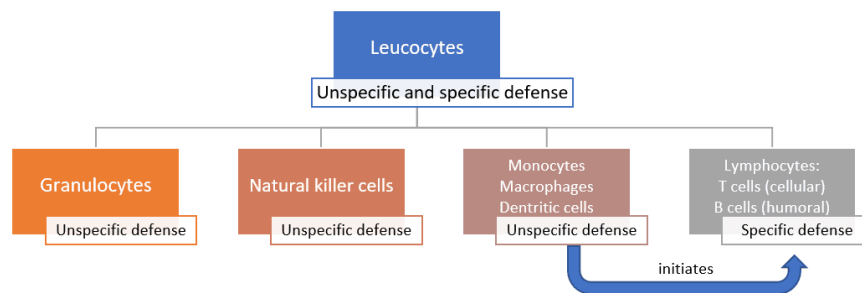 Leucocytes
Unspecific and specific defense
Granulocytes
Unspecific defense
Natural killer cells
Unspecific defense
Monocytes
Macrophages
Dentritic cells
Unspecific defense
Lymphocytes:
T cells (cellular)
B cells (humoral)
Specific defense
initiates